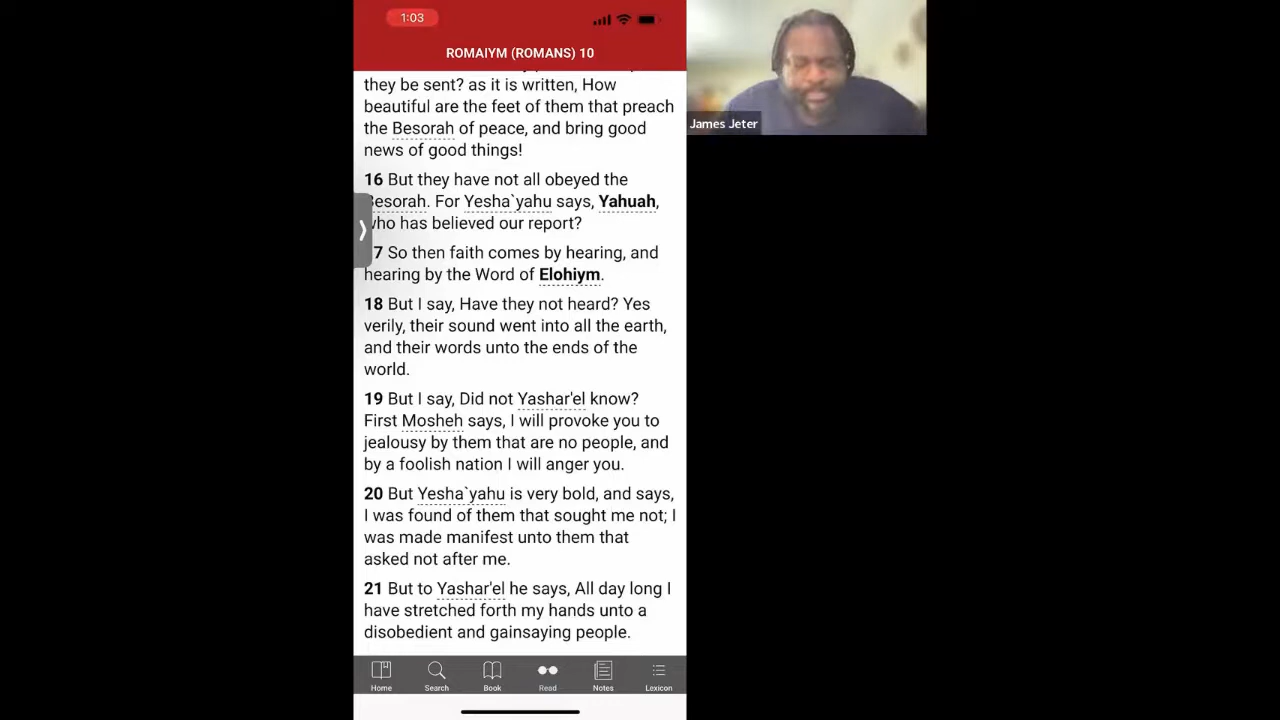 1:03
ROMAIYM (ROMANS) 10
they be sent? as it is written, How
beautiful are the feet of them that preach
the Besorah of peace, and bring good
news of good things!
16 But they have not all obeyed the
Besorah. For Yesha`yahu says, Yahuah,
who has believed our report?
7 So then faith comes by hearing, and
hearing by the Word of Elohiym.
18 But I say, Have they not heard? Yes
verily, their sound went into all the earth,
and their words unto the ends of the
world.
19 But I say, Did not Yashar'el know?
First Mosheh says, I will provoke you to
jealousy by them that are no people, and
by a foolish nation I will anger you.
20 But Yesha`yahu is very bold, and says,
I was found of them that sought me not; I
was made manifest unto them that
asked not after me.
21 But to Yashar'el he says, All day long I
have stretched forth my hands unto a
disobedient and gainsaying people.
Home Search Book Read Notes Lexicon
James Jeter